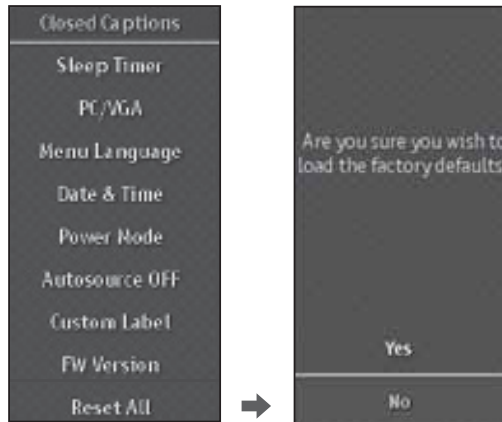 Closed Captions
Sleep Timer
PC/VGA
Menu Language
Date & Time
Power Mode
Autosource OFF
Custom Label
FW Version
Reset All
Are you sure you wish to
load the factory defaults
Yes
No